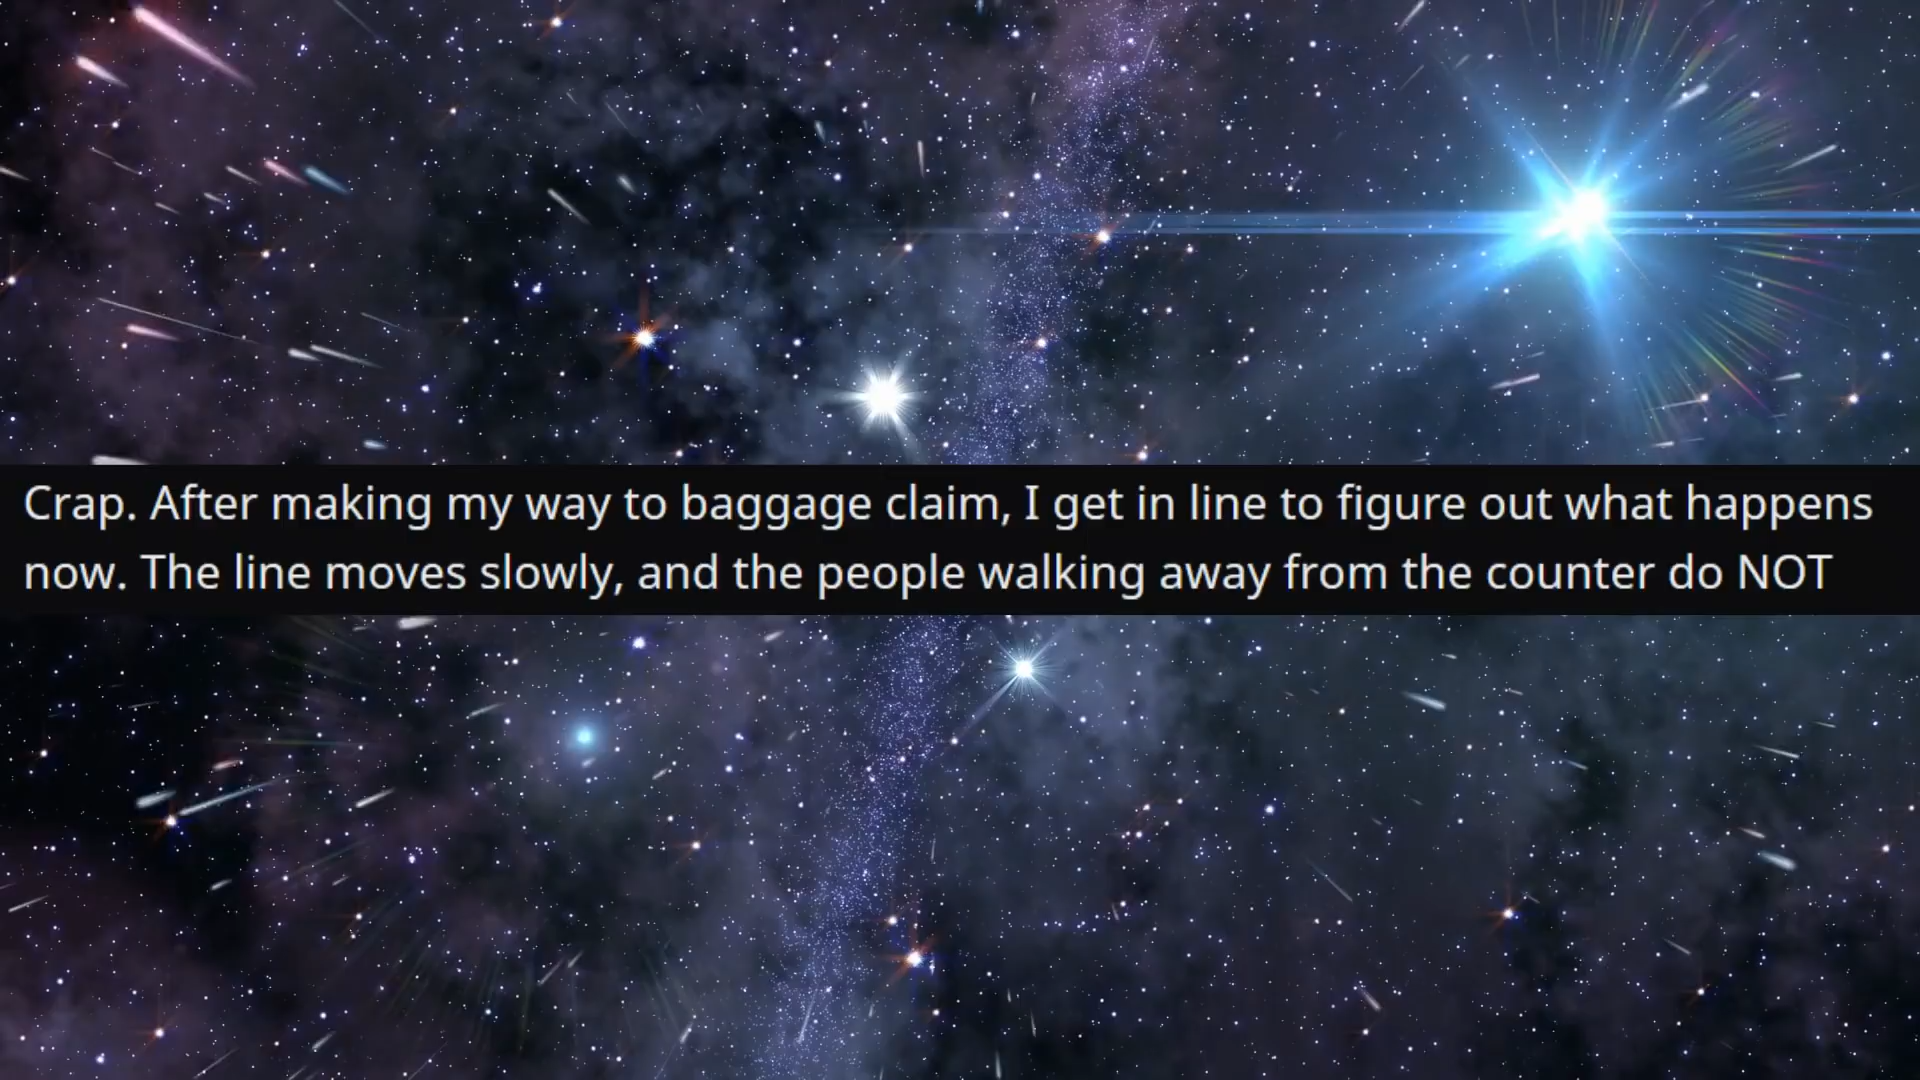 Crap. After making my way to baggage claim, I get in line to figure out what happens
now. The line moves slowly, and the people walking away from the counter do NOT